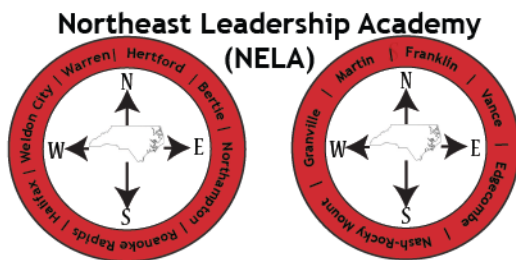 Northeast Leadership Academy
(NELA)
Weldon City | Warren | Hertford | Bertie | Northampton | Roanoke Rapids | Halifax |
N
W E
S
Granville | Martin | Franklin | Vance | Edgecombe | Nash-Rocky Mount |
N
W E
S